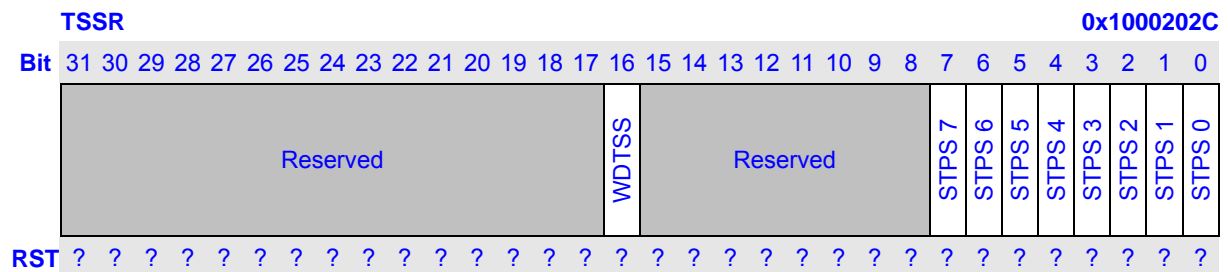 TSSR 0x1000202C
Bit 31 30 29 28 27 26 25 24 23 22 21 20 19 18 17 16 15 14 13 12 11 10 9 8 7 6 5 4 3 2 1 0
Reserved WDTSS Reserved STPS 7 STPS 6 STPS 5 STPS 4 STPS 3 STPS 2 STPS 1 STPS 0
RST ? ? ? ? ? ? ? ? ? ? ? ? ? ? ? ? ? ? ? ? ? ? ? ? ? ? ? ? ? ? ? ?